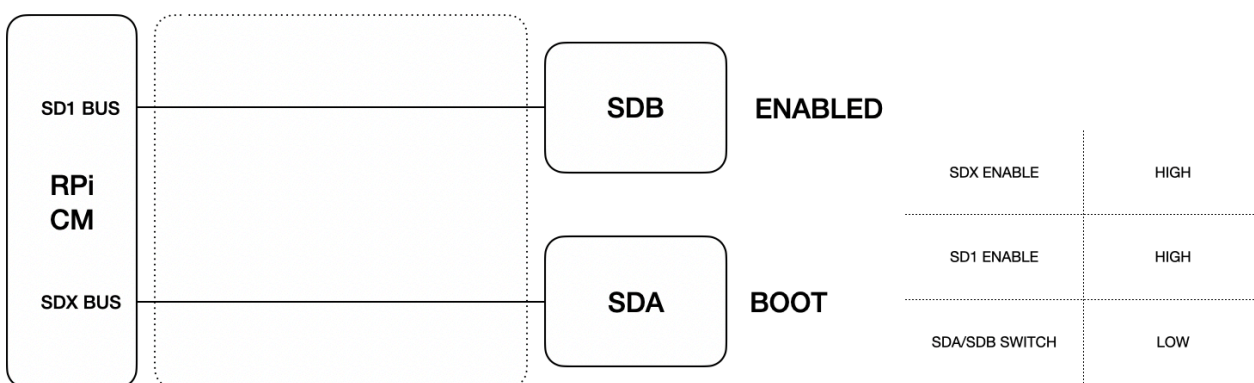 SD1 BUS
RPi
CM
SDX BUS
SDB
ENABLED
SDA
BOOT
SDX ENABLE HIGH
SD1 ENABLE HIGH
SDA/SDB SWITCH LOW